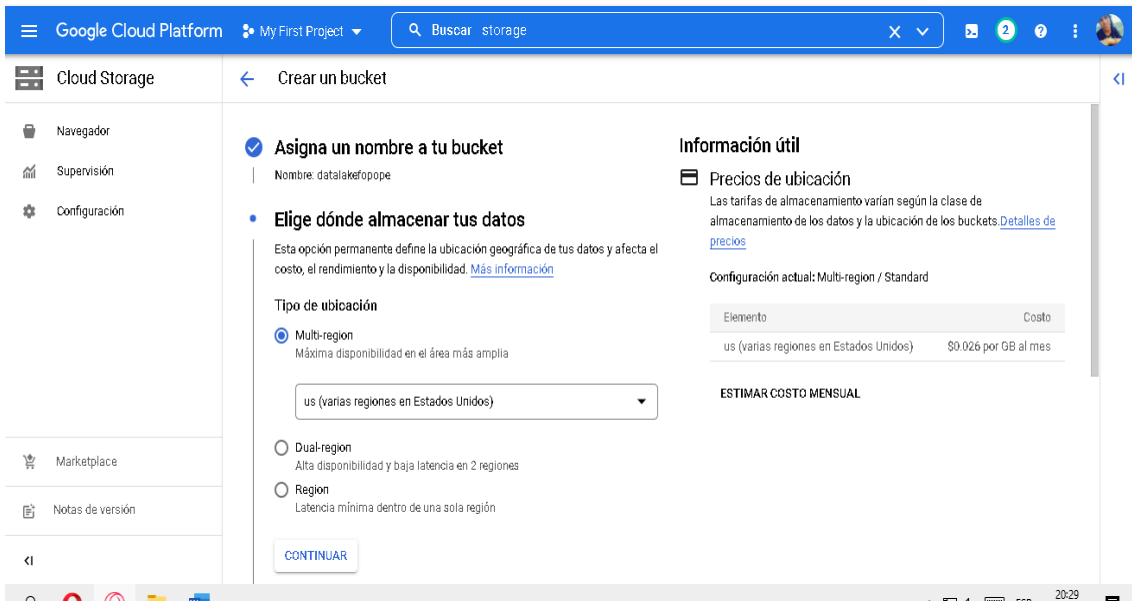 Google Cloud Platform
My First Project
Buscar storage
2
Cloud Storage
Crear un bucket
Navegador
Supervisión
Configuración
Marketplace
Notas de versión
Asigna un nombre a tu bucket
Nombre: datalakefopope
Elige dónde almacenar tus datos
Esta opción permanente define la ubicación geográfica de tus datos y afecta el
costo, el rendimiento y la disponibilidad. Más información
Tipo de ubicación
Multi-region
Máxima disponibilidad en el área más amplia
us (varias regiones en Estados Unidos)
Dual-region
Alta disponibilidad y baja latencia en 2 regiones
Region
Latencia mínima dentro de una sola región
CONTINUAR
Información útil
Precios de ubicación
Las tarifas de almacenamiento varían según la clase de
almacenamiento de los datos y la ubicación de los buckets.Detalles de
precios
Configuración actual: Multi-region / Standard
Elemento Costo
us (varias regiones en Estados Unidos) $0.026 por GB al mes
ESTIMAR COSTO MENSUAL
20:29